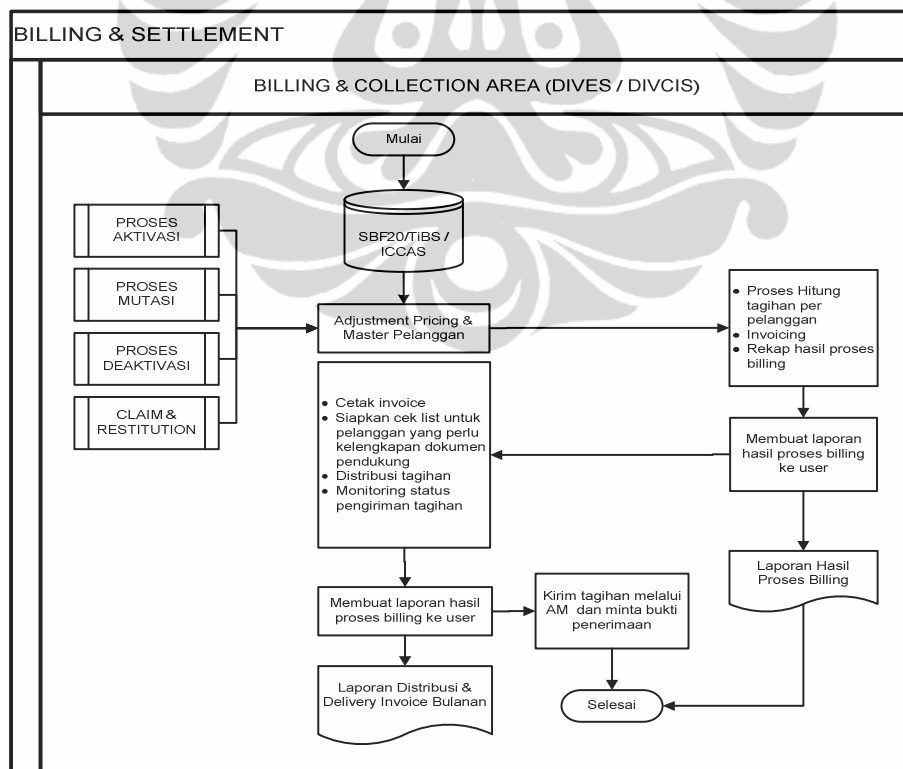 BILLING & SETTLEMENT
BILLING & COLLECTION AREA (DIVES / DIVCIS)
Mulai
SBF20/TiBS /
ICCAS
PROSES
AKTIVASI
PROSES
MUTASI
PROSES
DEAKTIVASI
CLAIM &
RESTITUTION
Adjustment Pricing &
Master Pelanggan
• Proses Hitung
tagihan per
pelanggan
• Invoicing
• Rekap hasil proses
billing
Membuat laporan
hasil proses billing
ke user
• Cetak invoice
• Siapkan cek list untuk
pelanggan yang perlu
kelengkapan dokumen
pendukung
• Distribusi tagihan
• Monitoring status
pengiriman tagihan
Laporan Hasil
Proses Billing
Membuat laporan hasil
proses billing ke user
Kirim tagihan melalui
AM dan minta bukti
penerimaan
Laporan Distribusi &
Delivery Invoice Bulanan
Selesai